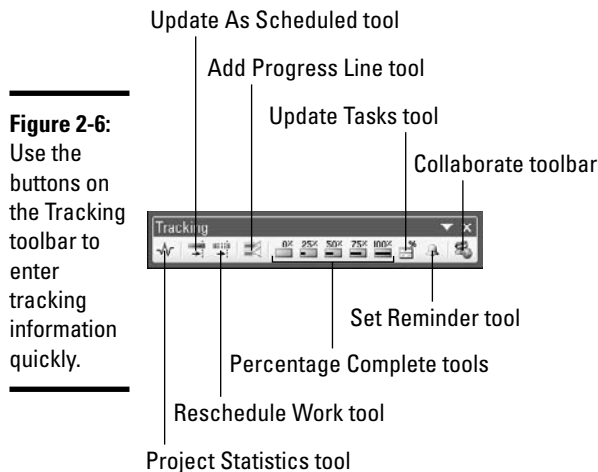 Update As Scheduled tool
Add Progress Line tool
Update Tasks tool
Collaborate toolbar
Figure 2-6:
Use the
buttons on
the Tracking
toolbar to
enter
tracking
information
quickly.
Tracking
0% 25% 50% 75% 100%
Set Reminder tool
Percentage Complete tools
Reschedule Work tool
Project Statistics tool